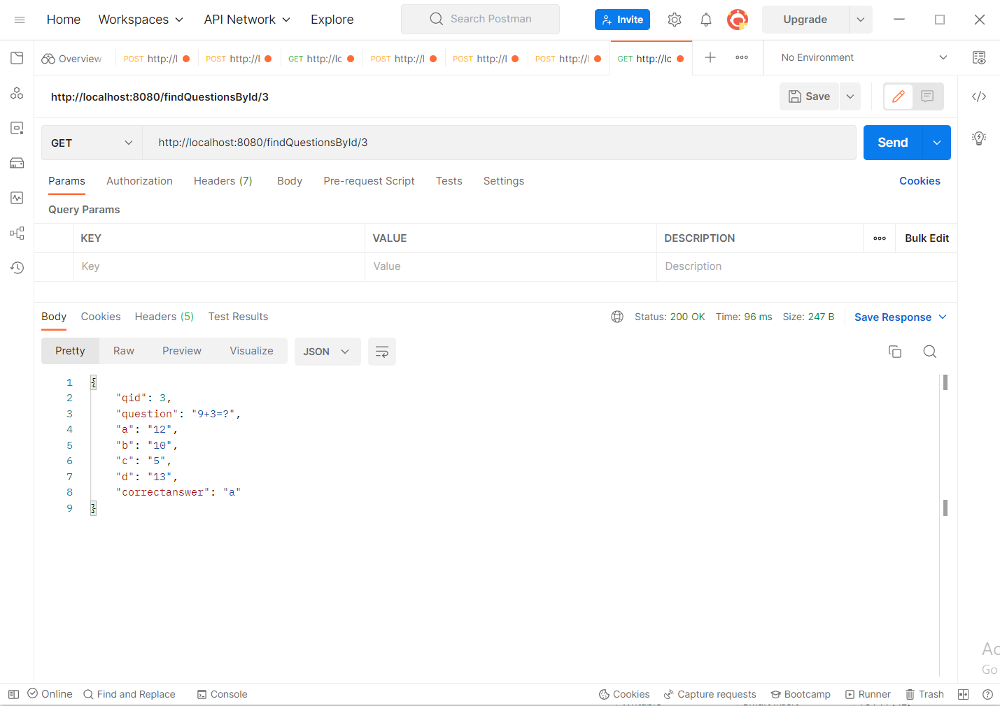 Home Workspaces API Network Explore Search Postman Invite Upgrade
Overview POST http://l POST http://l GET http://lc POST http://l POST http://l POST http://l GET http://lc No Environment
http://localhost:8080/findQuestionsById/3 Save
GET http://localhost:8080/findQuestionsById/3 Send
Params Authorization Headers (7) Body Pre-request Script Tests Settings Cookies
Query Params
KEY VALUE DESCRIPTION Bulk Edit
Key Value Description
Body Cookies Headers (5) Test Results Status: 200 OK Time: 96 ms Size: 247 B Save Response
Pretty Raw Preview Visualize JSON
1 {
2 "qid": 3,
3 "question": "9+3=?",
4 "a": "12",
5 "b": "10",
6 "c": "5",
7 "d": "13",
8 "correctanswer": "a"
9 }
Ac
Go
Online Find and Replace Console Cookies Capture requests Bootcamp Runner Trash